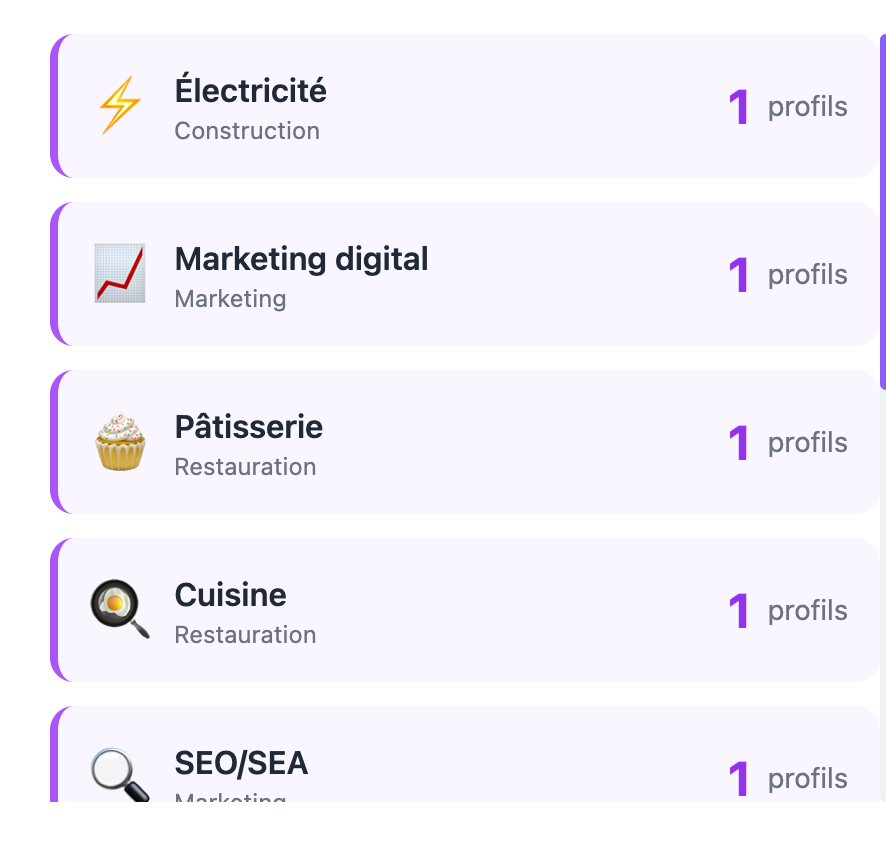 Électricité
Construction
1 profils
Marketing digital
Marketing
1 profils
Pâtisserie
Restauration
1 profils
Cuisine
Restauration
1 profils
SEO/SEA
Marketing
1 profils